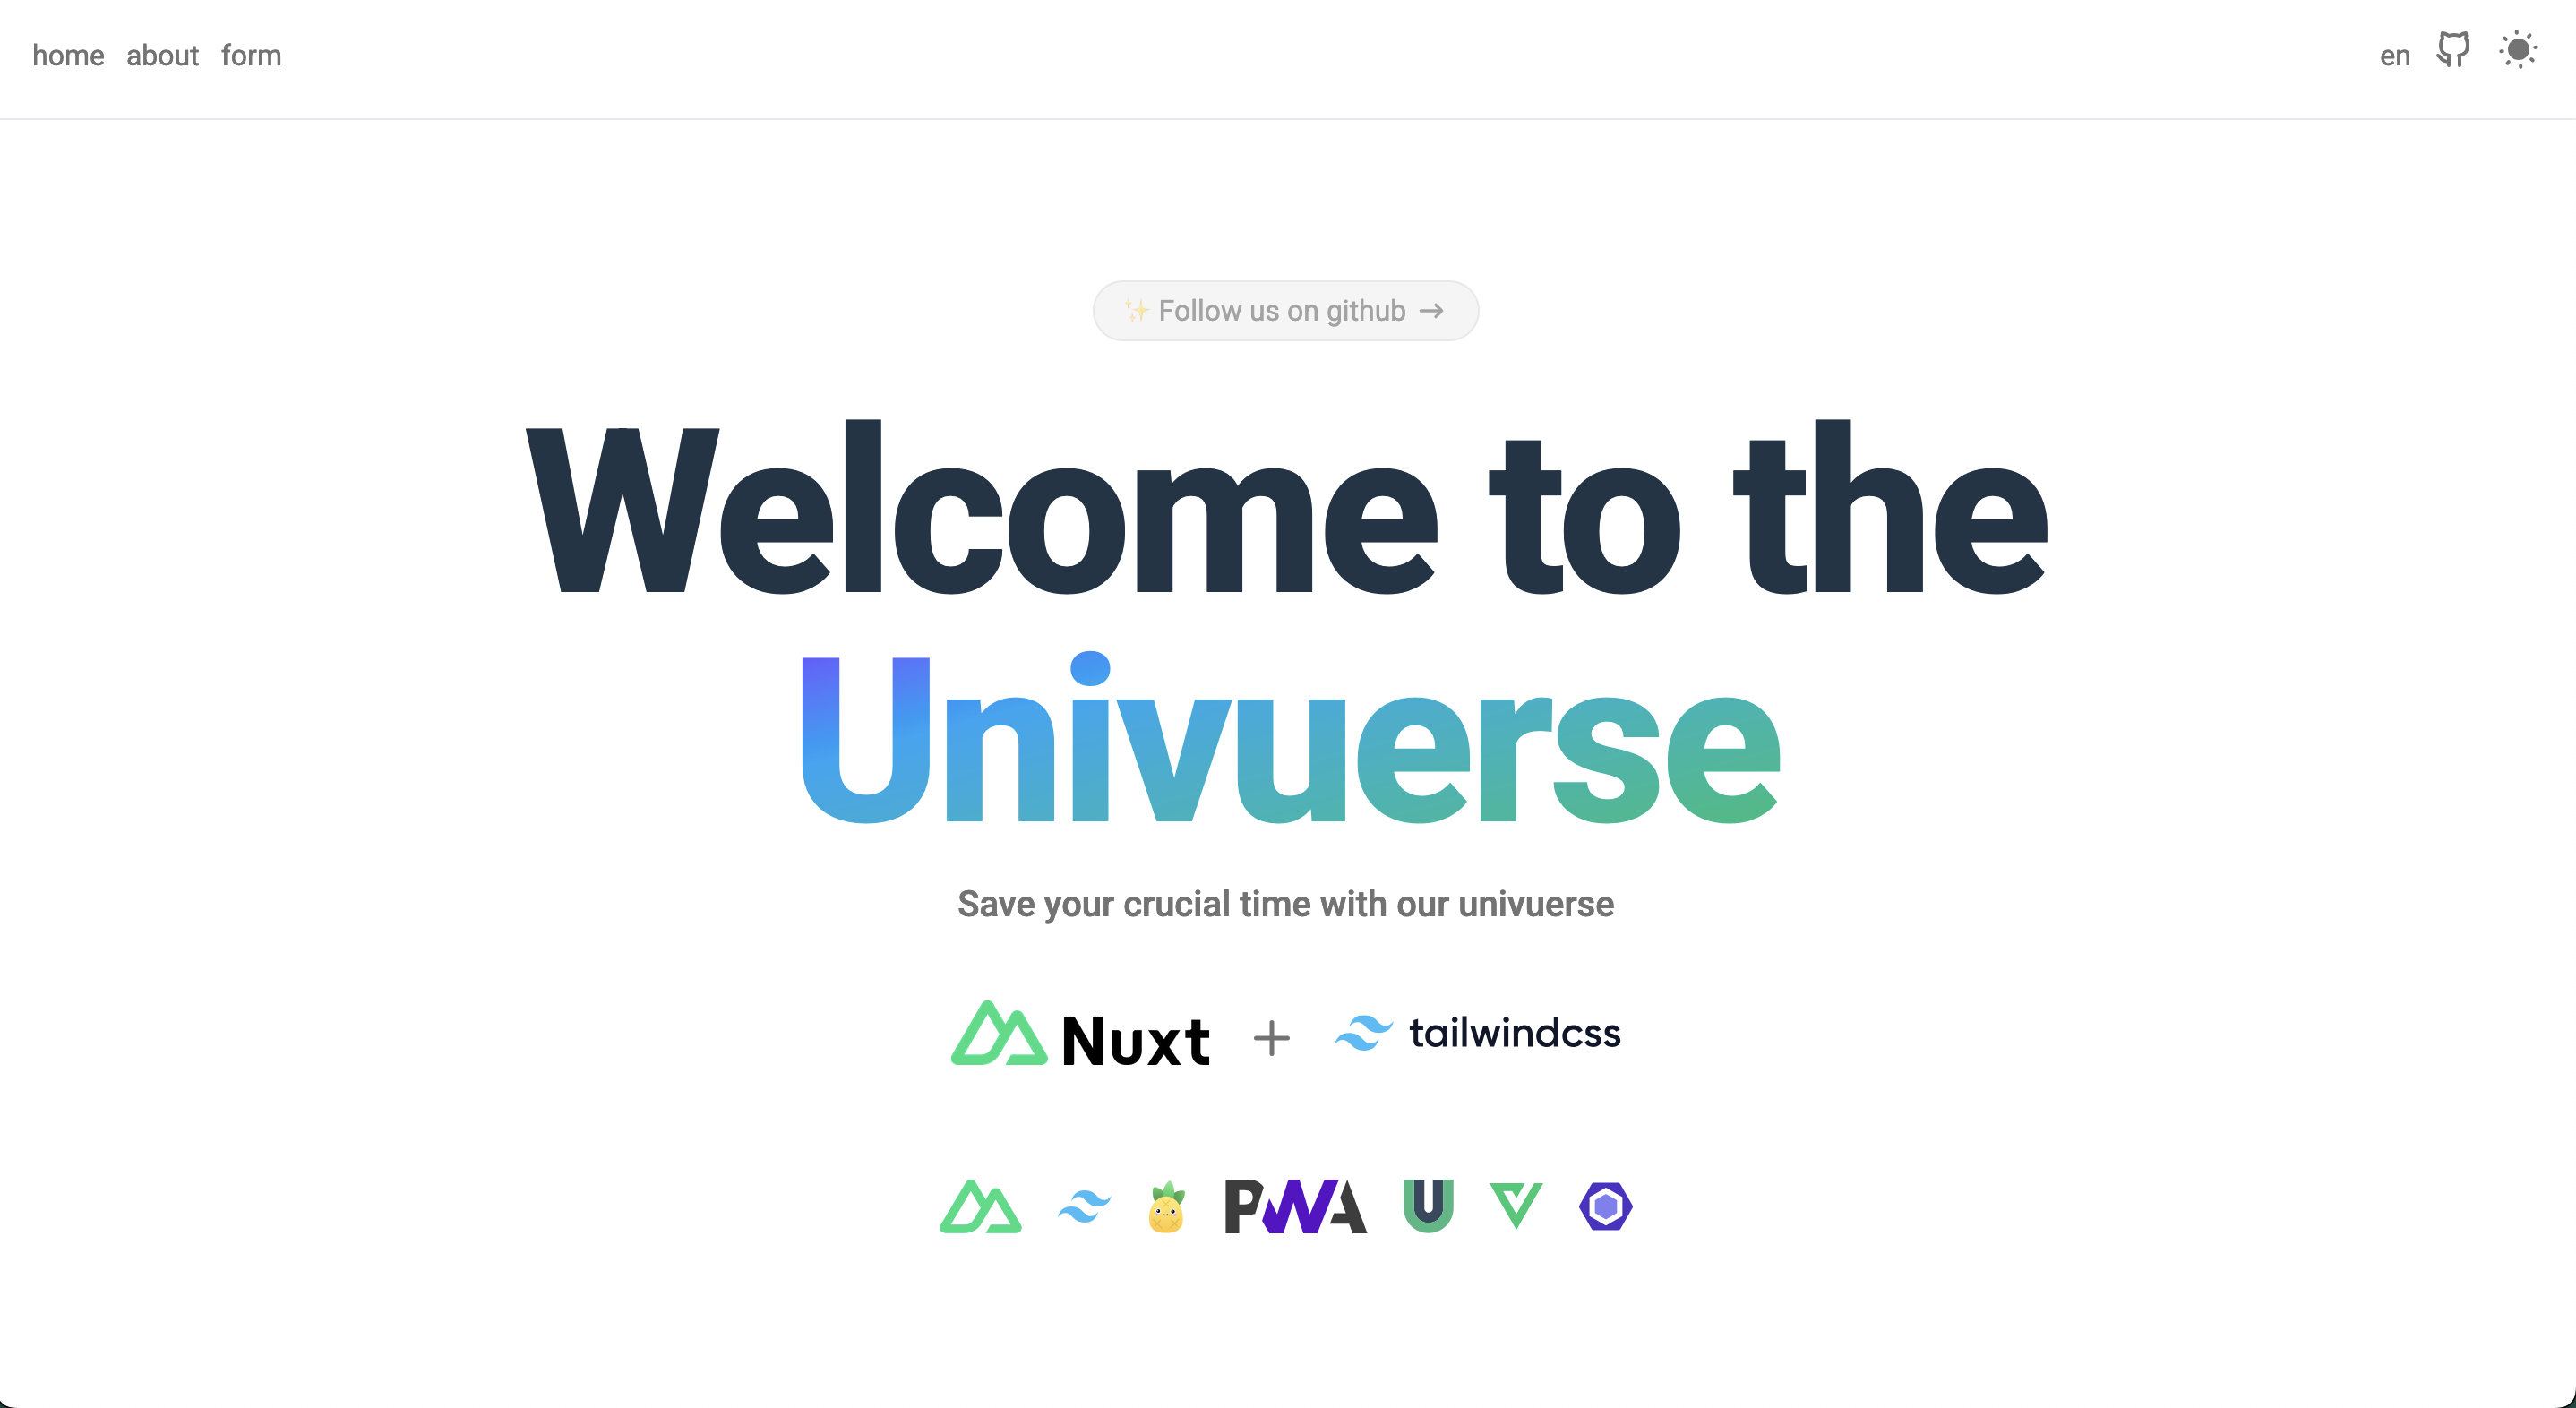 home about form en
✨ Follow us on github →
Welcome to the
Univuerse
Save your crucial time with our univuerse
Nuxt + tailwindcss
PWA U